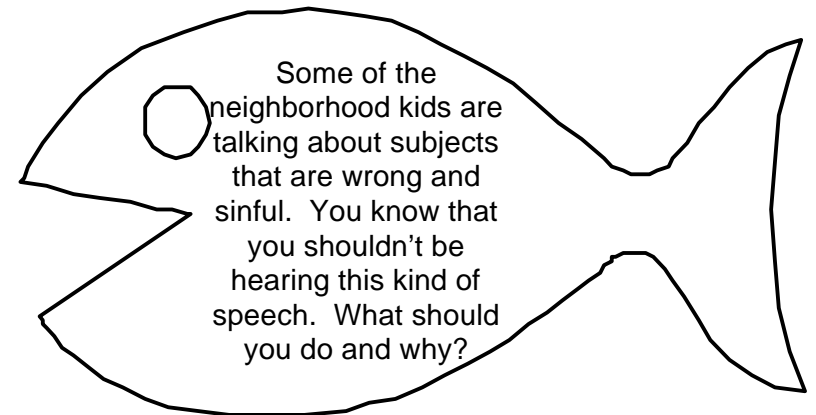 Some of the
neighborhood kids are
talking about subjects
that are wrong and
sinful.  You know that
you shouldn’t be
hearing this kind of
speech.  What should
you do and why?